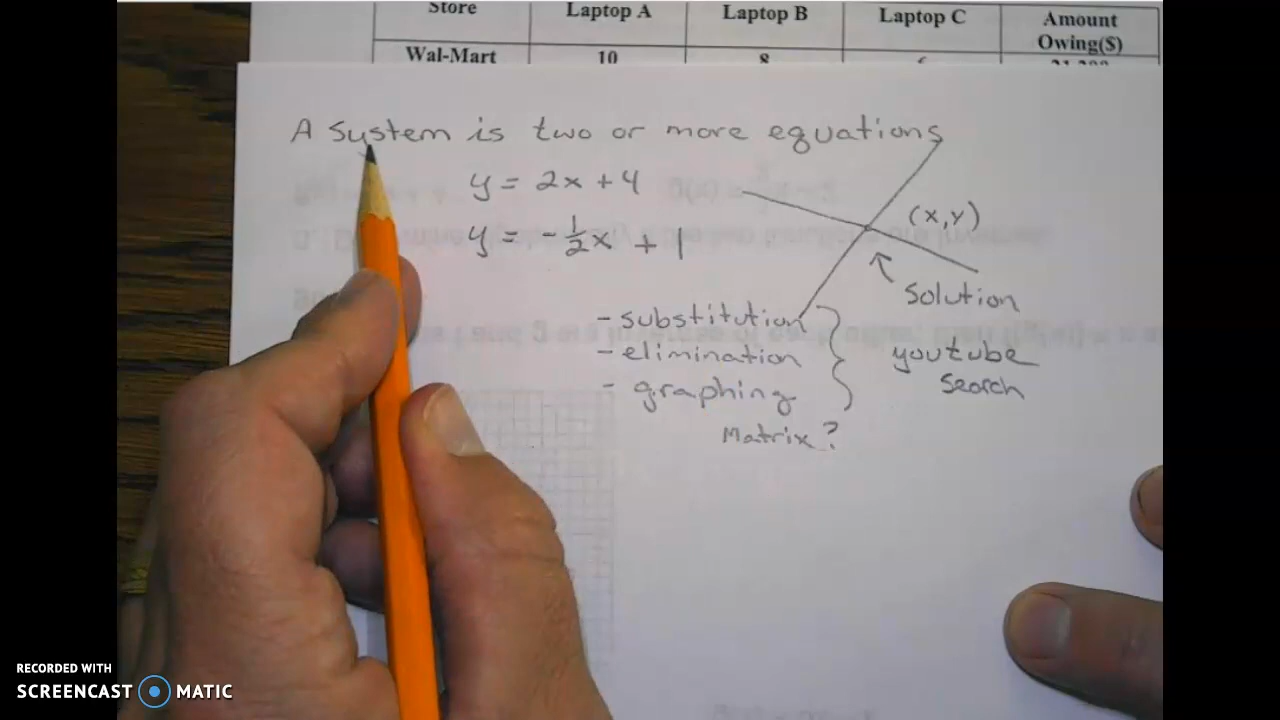 Store Laptop A Laptop B Laptop C Amount Owing($)
Wal-Mart 10 8
A system is two or more equations
y = 2x + 4
y = -1/2x + 1
(x,y)
Solution
- substitution
- elimination
- graphing
youtube
Search
Matrix?
RECORDED WITH
SCREENCAST MATIC